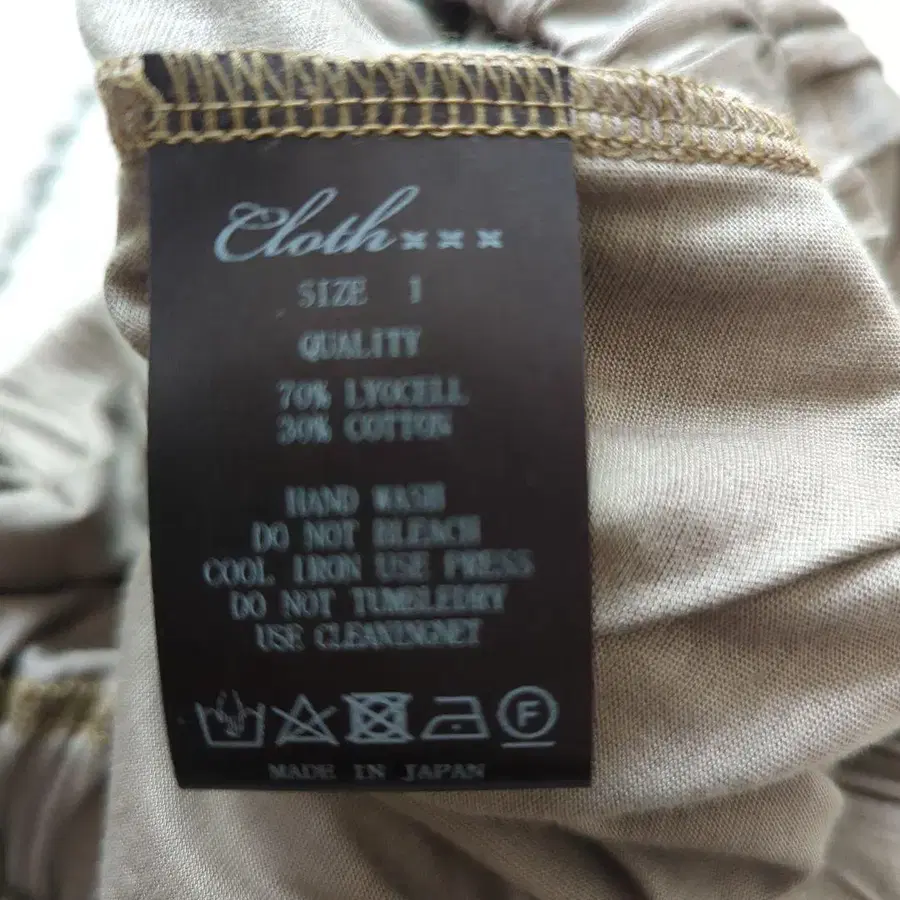 Cloth×××
SIZE 1
QUALITY
70% LYOCELL
30% COTTON
HAND WASH
DO NOT BLEACH
COOL IRON USE PRESS
DO NOT TUMBLEDRY
USE CLEANINGNET
F
MADE IN JAPAN